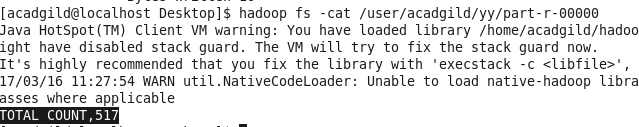 [acadgild@localhost Desktop]$ hadoop fs -cat /user/acadgild/yy/part-r-00000
Java HotSpot(TM) Client VM warning: You have loaded library /home/acadgild/hadoo
ight have disabled stack guard. The VM will try to fix the stack guard now.
It's highly recommended that you fix the library with 'execstack -c <libfile>',
17/03/16 11:27:54 WARN util.NativeCodeLoader: Unable to load native-hadoop libra
asses where applicable
TOTAL COUNT,517